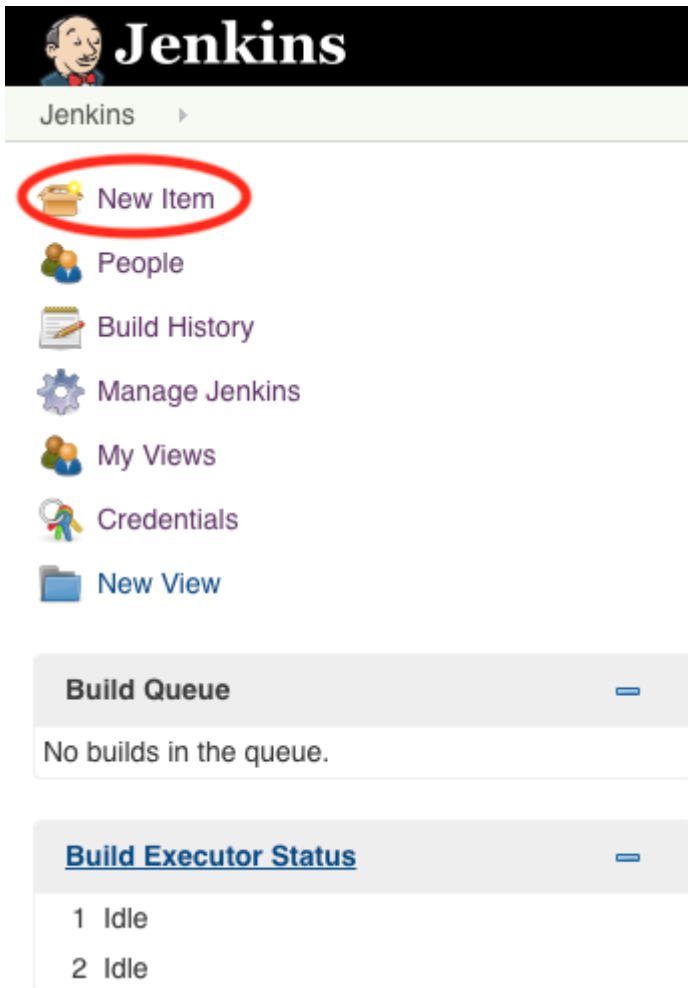 Jenkins
Jenkins
New Item
People
Build History
Manage Jenkins
My Views
Credentials
New View
Build Queue
No builds in the queue.
Build Executor Status
1 Idle
2 Idle